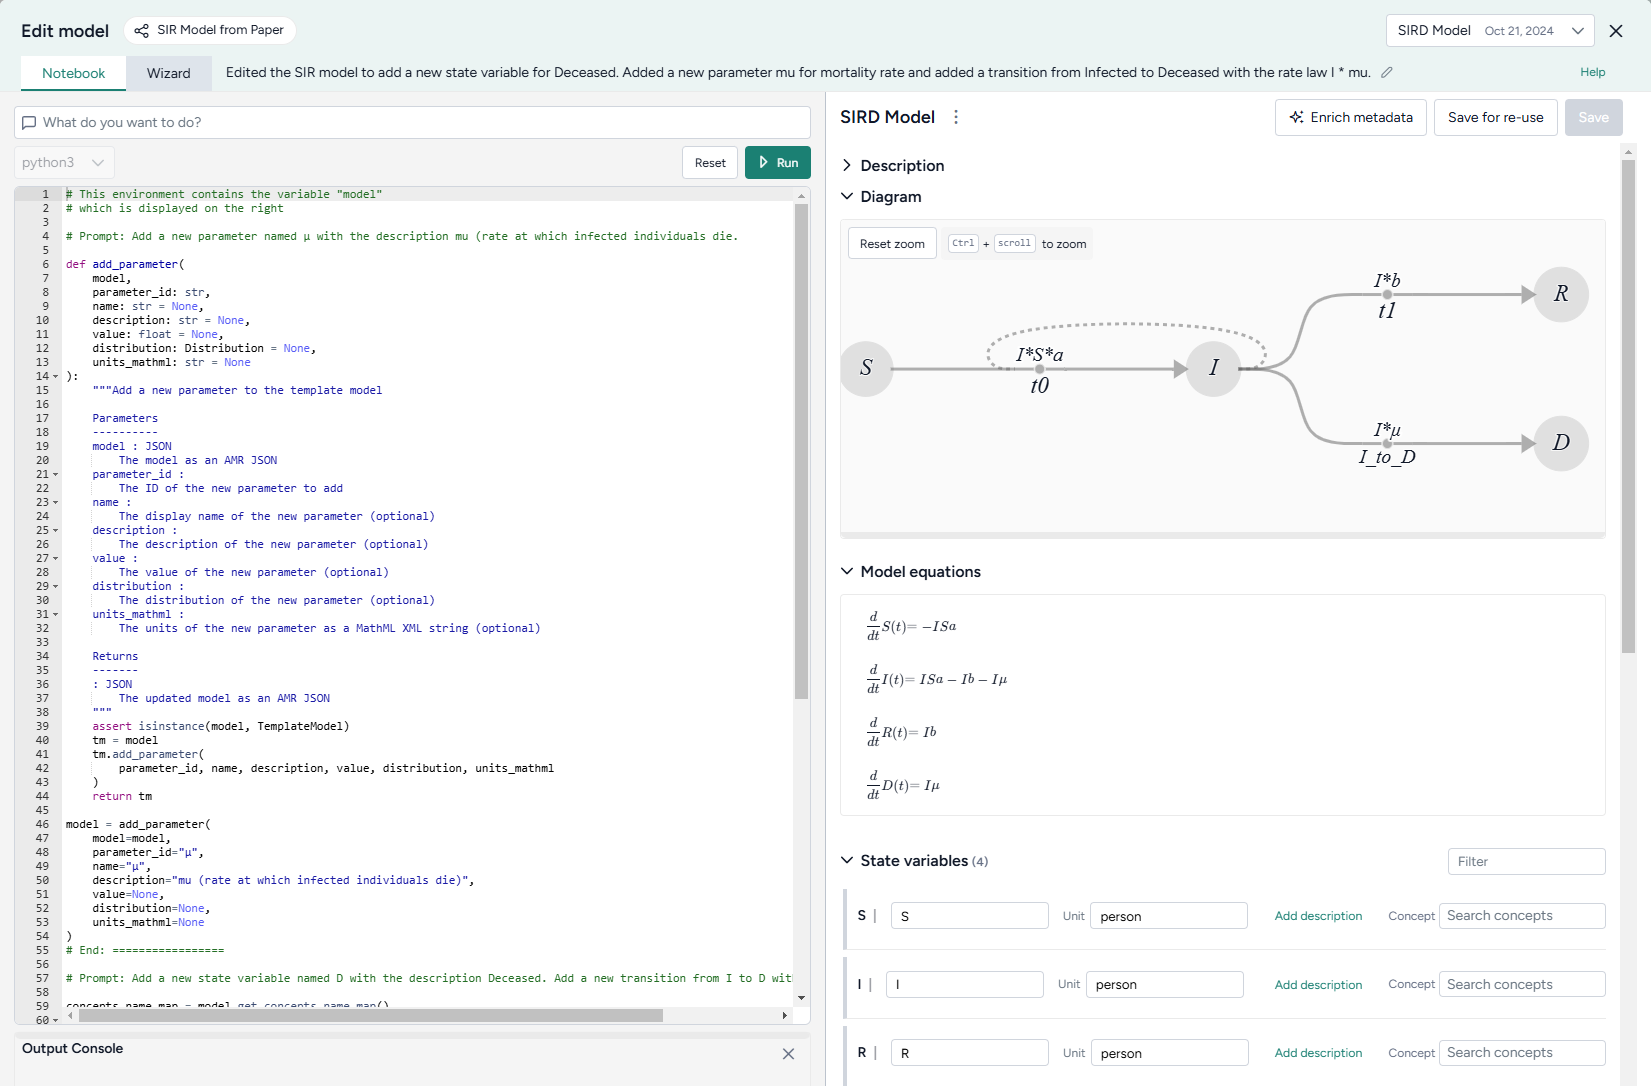 Edit model
SIR Model from Paper
SIRD Model Oct 21, 2024
Notebook
Wizard
Edited the SIR model to add a new state variable for Deceased. Added a new parameter mu for mortality rate and added a transition from Infected to Deceased with the rate law I * mu.
Help
What do you want to do?
python3
Reset
Run
1 # This environment contains the variable "model"
2 # which is displayed on the right
3
4 # Prompt: Add a new parameter named μ with the description mu (rate at which infected individuals die.
5
6 def add_parameter(
7 model,
8 parameter_id: str,
9 name: str = None,
10 description: str = None,
11 value: float = None,
12 distribution: Distribution = None,
13 units_mathml: str = None
14 ):
15 """Add a new parameter to the template model
16
17 Parameters
18 ----------
19 model : JSON
20 The model as an AMR JSON
21 parameter_id :
22 The ID of the new parameter to add
23 name :
24 The display name of the new parameter (optional)
25 description :
26 The description of the new parameter (optional)
27 value :
28 The value of the new parameter (optional)
29 distribution :
30 The distribution of the new parameter (optional)
31 units_mathml :
32 The units of the new parameter as a MathML XML string (optional)
33
34 Returns
35 -------
36 : JSON
37 The updated model as an AMR JSON
38 """
39 assert isinstance(model, TemplateModel)
40 tm = model
41 tm.add_parameter(
42 parameter_id, name, description, value, distribution, units_mathml
43 )
44 return tm
45
46 model = add_parameter(
47 model=model,
48 parameter_id="μ",
49 name="μ",
50 description="mu (rate at which infected individuals die)",
51 value=None,
52 distribution=None,
53 units_mathml=None
54 )
55 # End: =================
56
57 # Prompt: Add a new state variable named D with the description Deceased. Add a new transition from I to D wit
58
59 concepts_name_map = model.get_concepts_name_map()
60
Output Console
SIRD Model
Enrich metadata
Save for re-use
Save
Description
Diagram
Reset zoom
Ctrl + scroll to zoom
S
I*S*a
t0
I
I*b
t1
R
I*μ
I_to_D
D
Model equations
d/dt S(t)= −ISa
d/dt I(t)= ISa − Ib − Iμ
d/dt R(t)= Ib
d/dt D(t)= Iμ
State variables (4)
Filter
S | S Unit person Add description Concept Search concepts
I | I Unit person Add description Concept Search concepts
R | R Unit person Add description Concept Search concepts